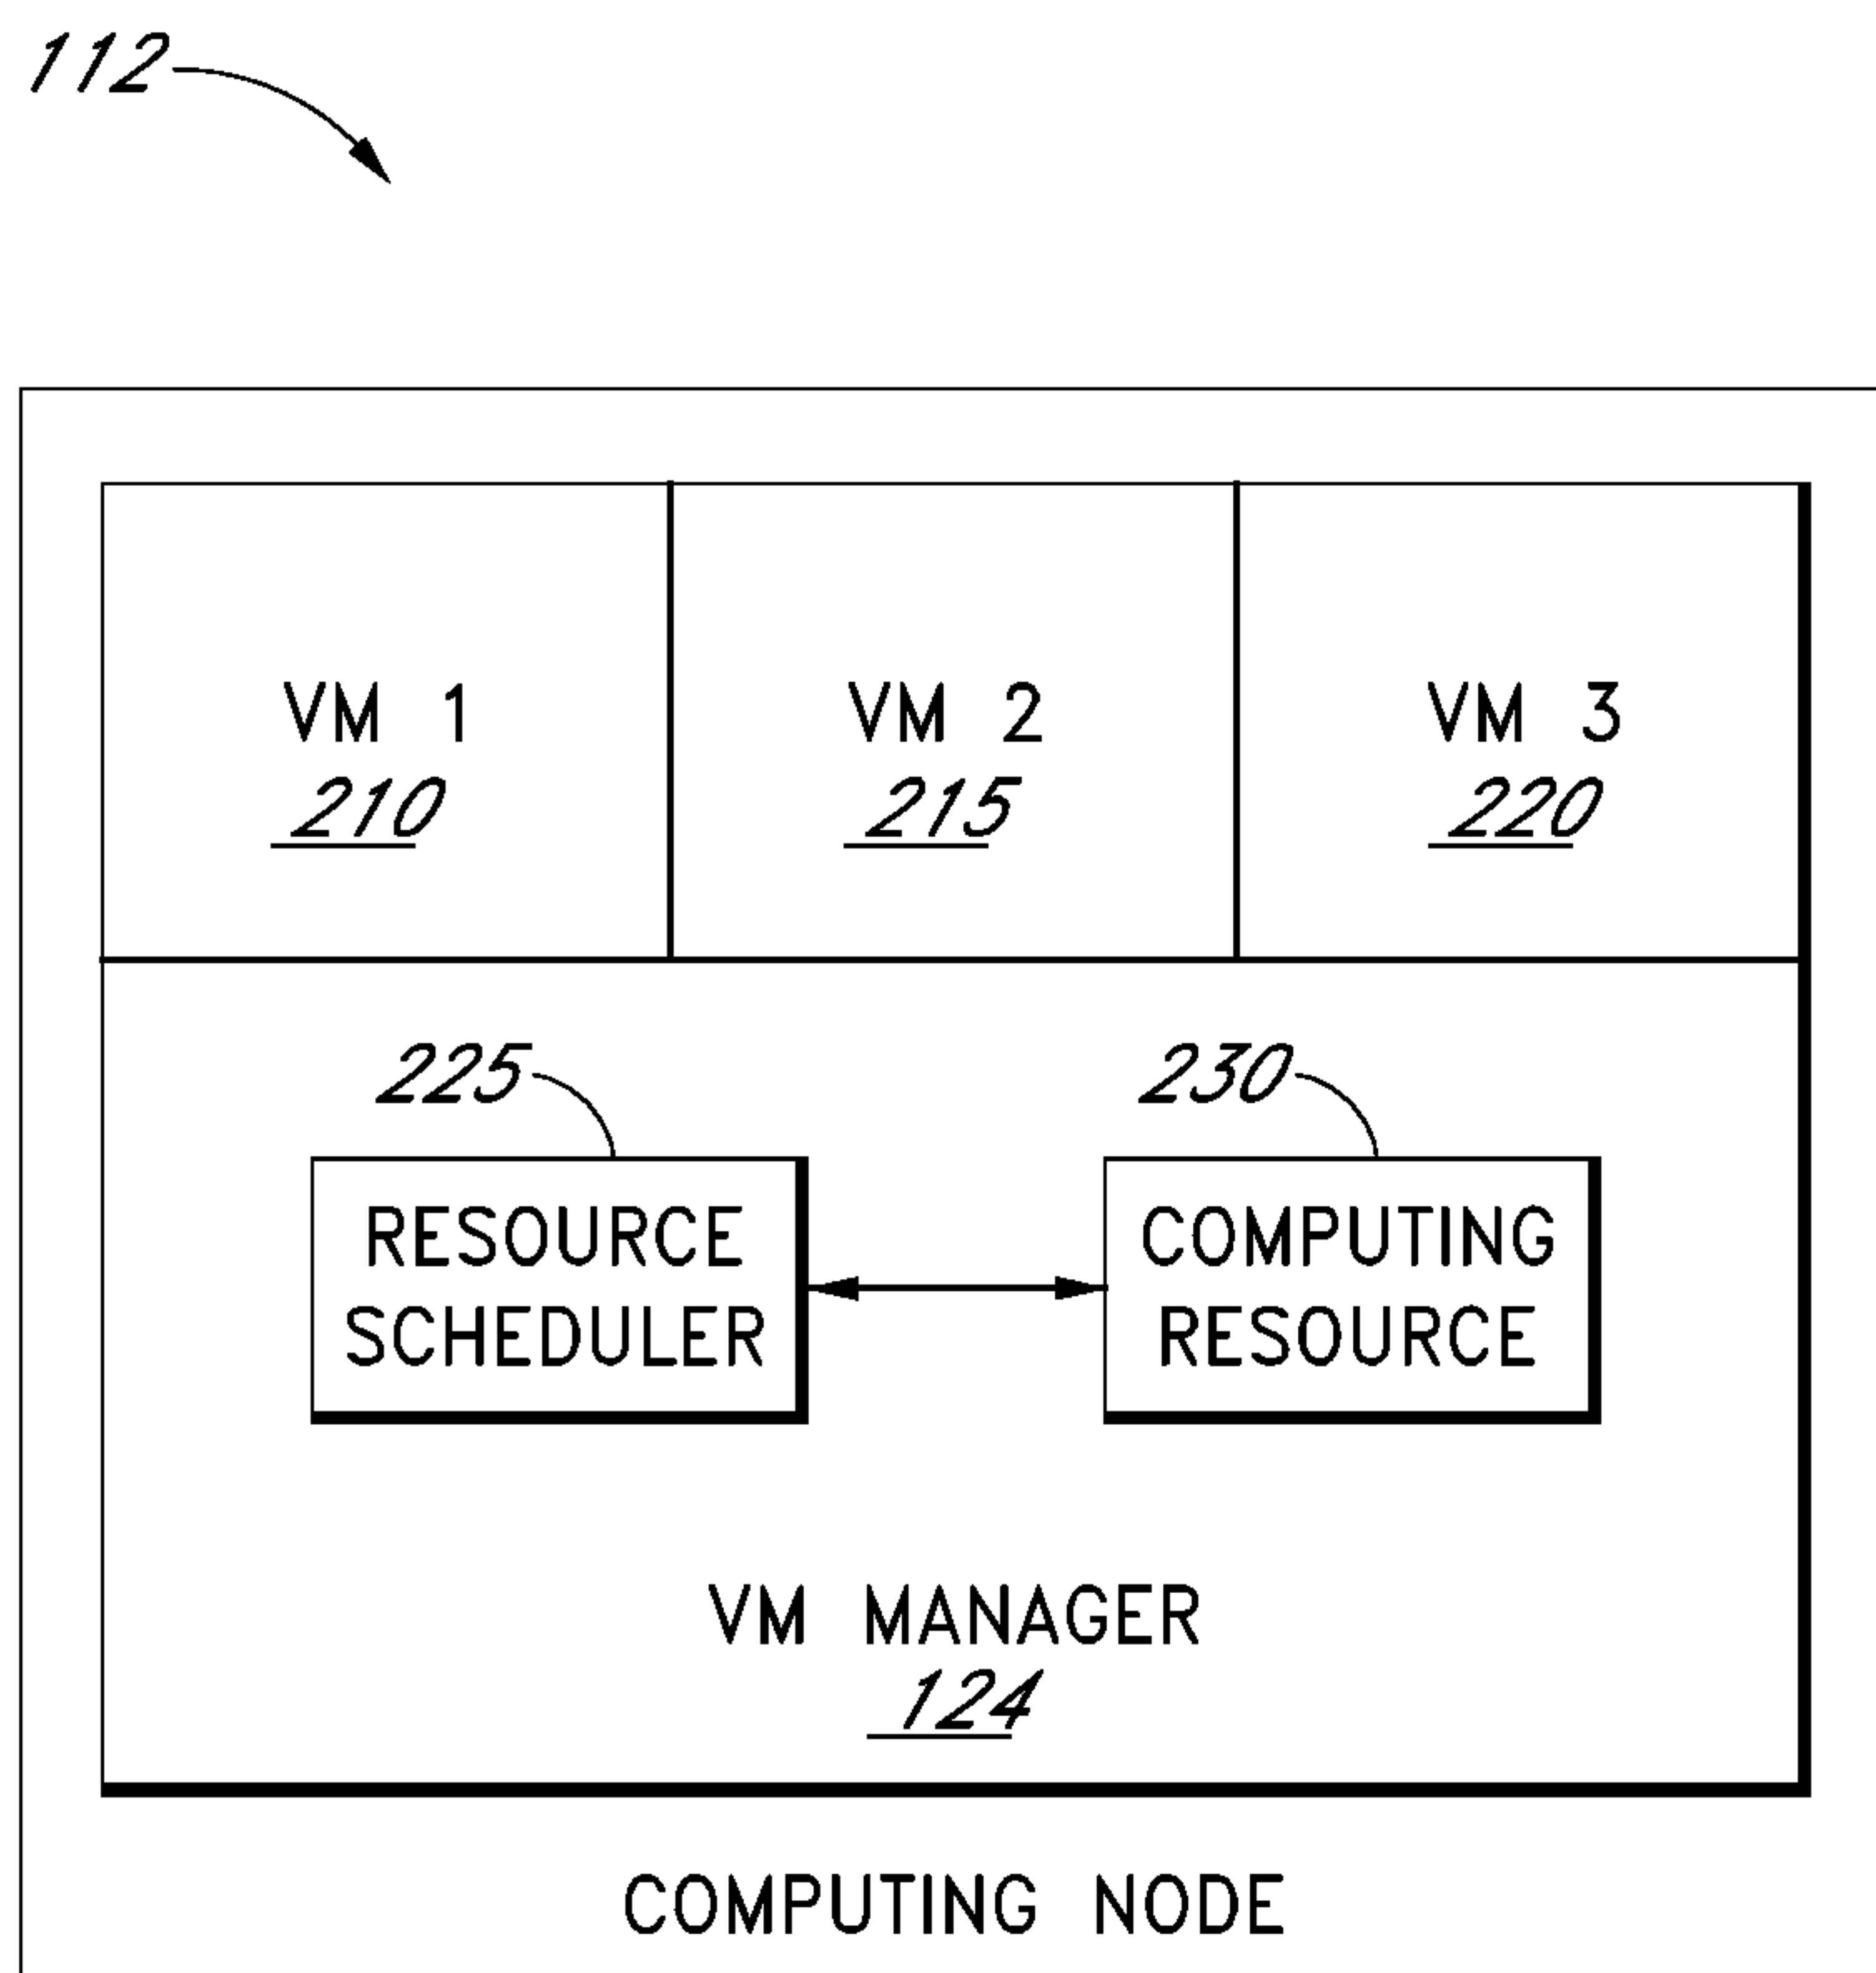 112
VM 1
210
VM 2
215
VM 3
220
225
RESOURCE
SCHEDULER
230
COMPUTING
RESOURCE
VM MANAGER
124
COMPUTING NODE